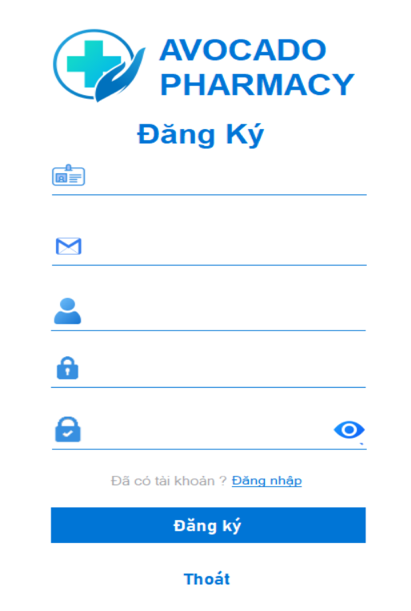 AVOCADO
PHARMACY
Đăng Ký
Đã có tài khoản ? Đăng nhập
Đăng ký
Thoát